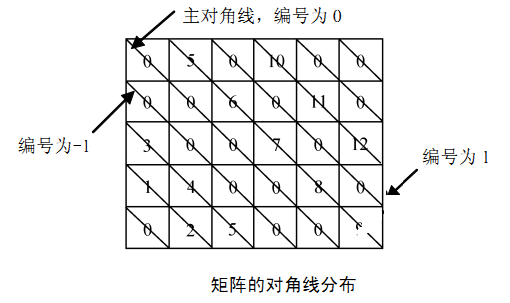 主对角线，编号为 0
0 5 0 10 0 0
0 0 6 0 11 0
编号为-1
3 0 0 7 0 12
编号为 1
1 4 0 0 8 0
0 2 5 0 0
矩阵的对角线分布